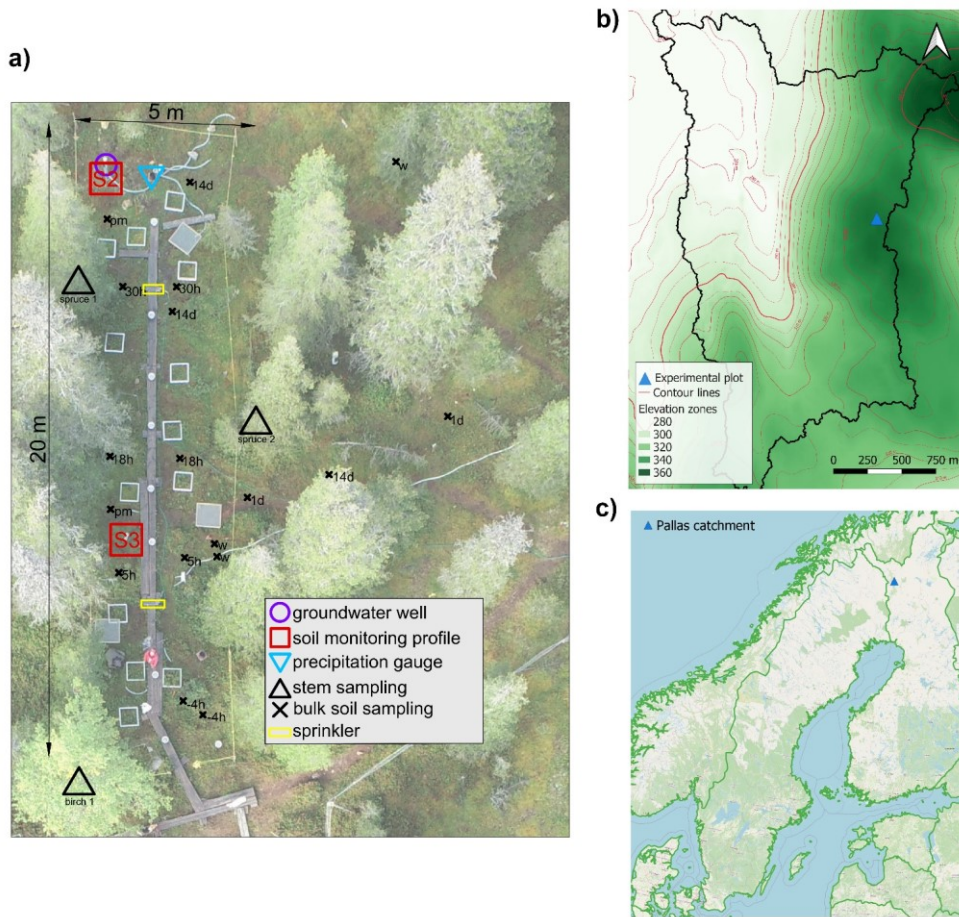 a)
5 m
20 m
S2
w
14d
pm
spruce 1
30h
30h
14d
spruce 2
1d
18h
18h
14d
1d
pm
S3
w
w
5h
5h
-4h
-4h
birch 1
groundwater well
soil monitoring profile
precipitation gauge
stem sampling
bulk soil sampling
sprinkler
b)
Experimental plot
Contour lines
Elevation zones
280
300
320
340
360
0 250 500 750 m
c)
Pallas catchment